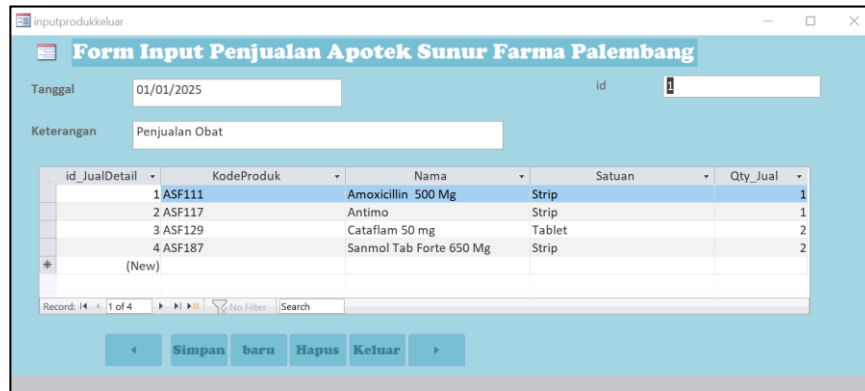 inputprodukkeluar
Form Input Penjualan Apotek Sunur Farma Palembang
Tanggal 01/01/2025 id 1
Keterangan Penjualan Obat
id_JualDetail KodeProduk Nama Satuan Qty_Jual
1 ASF111 Amoxicillin 500 Mg Strip 1
2 ASF117 Antimo Strip 1
3 ASF129 Cataflam 50 mg Tablet 2
4 ASF187 Sanmol Tab Forte 650 Mg Strip 2
(New)
Record: 1 of 4 No Filter Search
Simpan baru Hapus Keluar